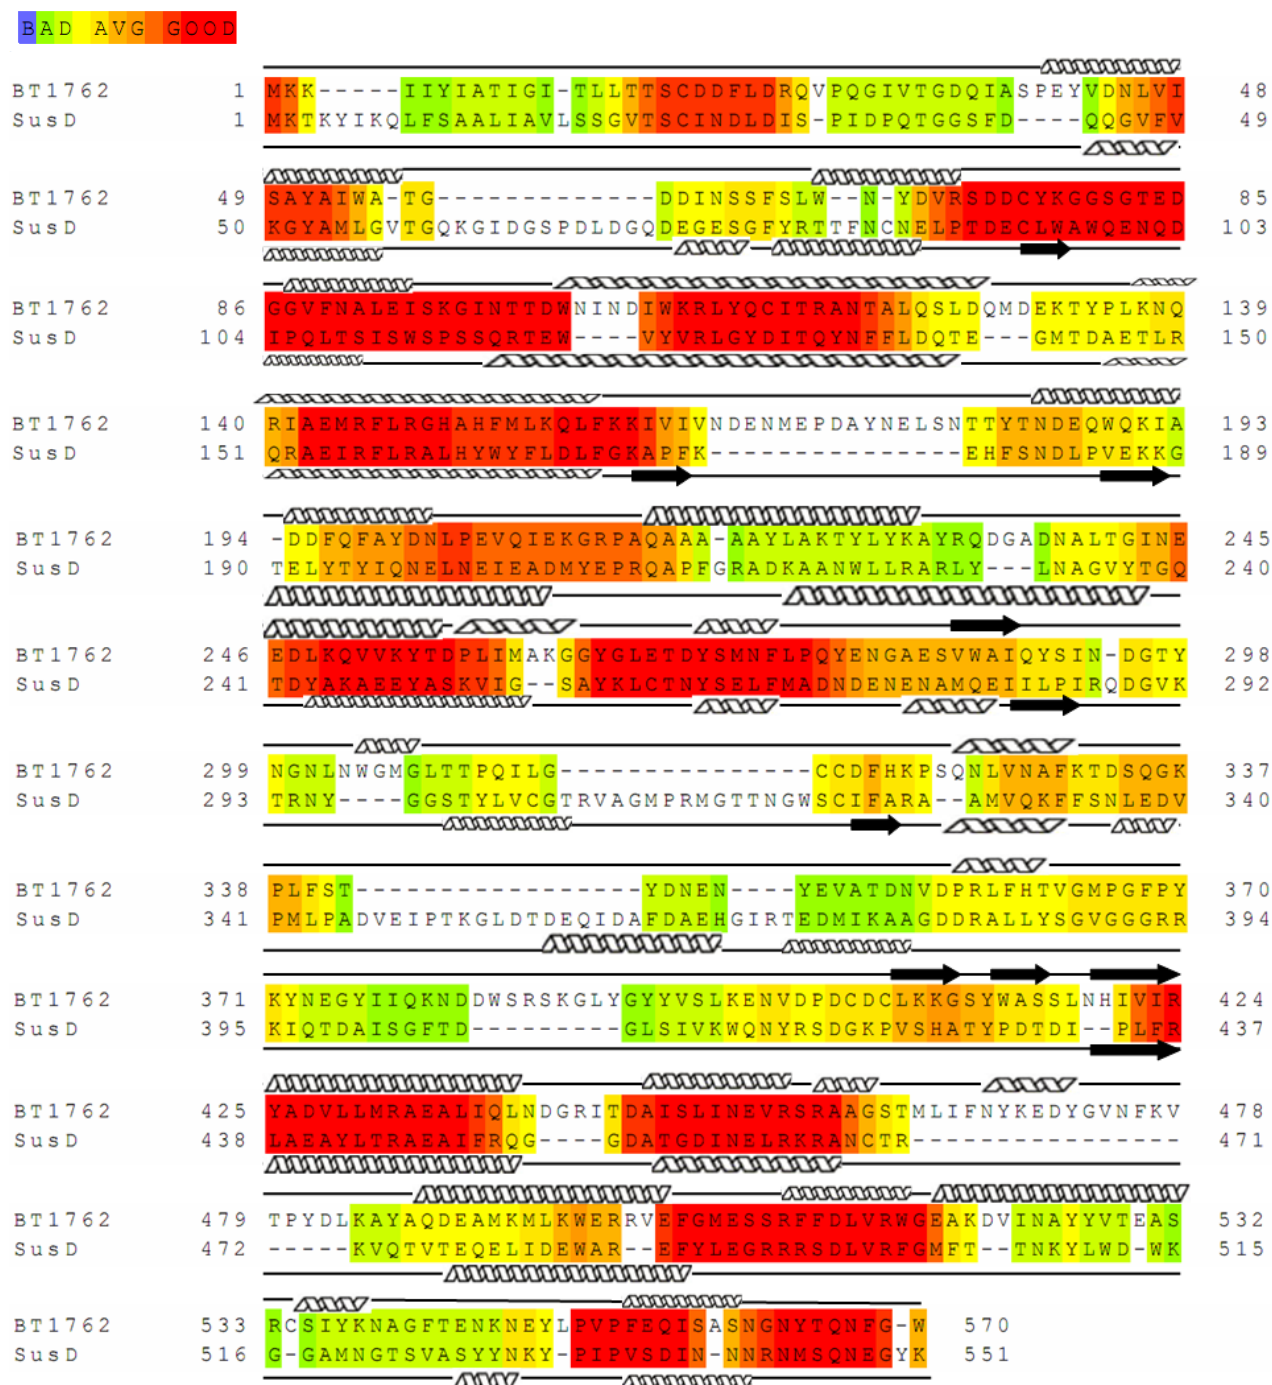 BAD AVG GOOD
BT1762 1 MKK-----IIYIATIGI-TLLTTSCDDFLDRQVPQGIVTGDQIASPEYVDNLVI 48
SusD 1 MKTKYIKQLFSAALIAVLSSGVTSCINDLDIS-PIDPQTGGSFD----QQGVFV 49
BT1762 49 SAYAIWA-TG-------------DDINSSFSLW--N-YDVRSDDCYKGGSGTED 85
SusD 50 KGYAMLGVTGQKGIDGSPDLDGQDEGESGFYRTTFNCNELPTDECLWAWQENQD 103
BT1762 86 GGVFNALEISKGINTTDWNINDIWKRLYQCITRANTALQSLDQMDEKTYPLKNQ 139
SusD 104 IPQLTSISWSPSSQRTEW----VYVRLGYDITQYNFFLDQTE---GMTDAETLR 150
BT1762 140 RIAEMRFLRGHAHFMLKQLFKKIVIVNDENMEPDAYNELSNTTYTNDEQWQKIA 193
SusD 151 QRAEIRFLRALHYWYFLDLFGKAPFK---------------EHFSNDLPVEKKG 189
BT1762 194 -DDFQFAYDNLPEVQIEKGRPAQAAA-AAYLAKTYLYKAYRQDGADNALTGINE 245
SusD 190 TELYTYIQNELNEIEADMYEPRQAPFGRADKAAANWLLRARLY---LNAGVYTGQ 240
BT1762 246 EDLKQVVKYTDPLIMAKGGYGLETDYSMNFLPQYENGAESVWAIQYSIN-DGTY 298
SusD 241 TDYAKAEEYASKVIG--SAYKLCTNYSELFMADNDENENAMQEIILPIRQDGVK 292
BT1762 299 NGNLNWGMGLTTPQILG---------------CCDFHKPSQNLVNAFKTDSQGK 337
SusD 293 TRNY----GGSTYLVCGTRVAGMPRMGTTNGWSCIFARA--AMVQKFFSNLEDV 340
BT1762 338 PLFST-----------------YDNEN----YEVATDNVDPRLFHTVGMPGFPY 370
SusD 341 PMLPADVEIPTKGLDTDEQIDAFDAEHGIRTEDMIKAAGDDRALLYSGVGGGRR 394
BT1762 371 KYNEGYIIQKNDDWSRSKGLYGYYVSLKENVDPDCDCLKKGSYWASSLNHIVIR 424
SusD 395 KIQTDAISGFTD---------GLSIVKWQNYRSDGKPVSHATYPDTDI--PLFR 437
BT1762 425 YADVLLMRAEALIQLNDGRITDAISLINEVRSRAAGSTMLIFNYKEDYGVNFKV 478
SusD 438 LAEAYLTRAEAIFRQG----GDATGDINELRKRANCTR---------------- 471
BT1762 479 TPYDLKAYAQDEAMKMLKWERRVEFGMESSRFFDLVRWGEAKDVINAYYVTEAS 532
SusD 472 -----KVQTVTEQELIDEWAR--EFYLEGRRRSDLVRFGMFT--TNKYLWD-WK 515
BT1762 533 RCSIYKNAGFTENKNEYLPVPFEQISASNGNYTQNFG-W 570
SusD 516 G-GAMNGTSVASYYNKY-PIPVSDIN-NNRNMSQNEGYK 551